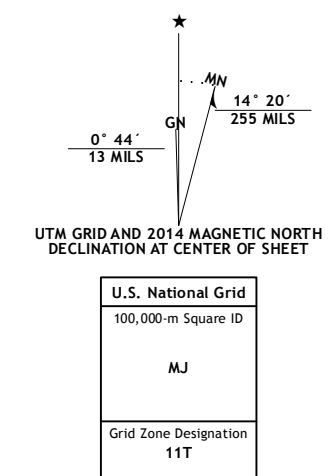 MN
GN
14° 20´
255 MILS
0° 44´
13 MILS
UTM GRID AND 2014 MAGNETIC NORTH
DECLINATION AT CENTER OF SHEET
U.S. National Grid
100,000-m Square ID
MJ
Grid Zone Designation
11T